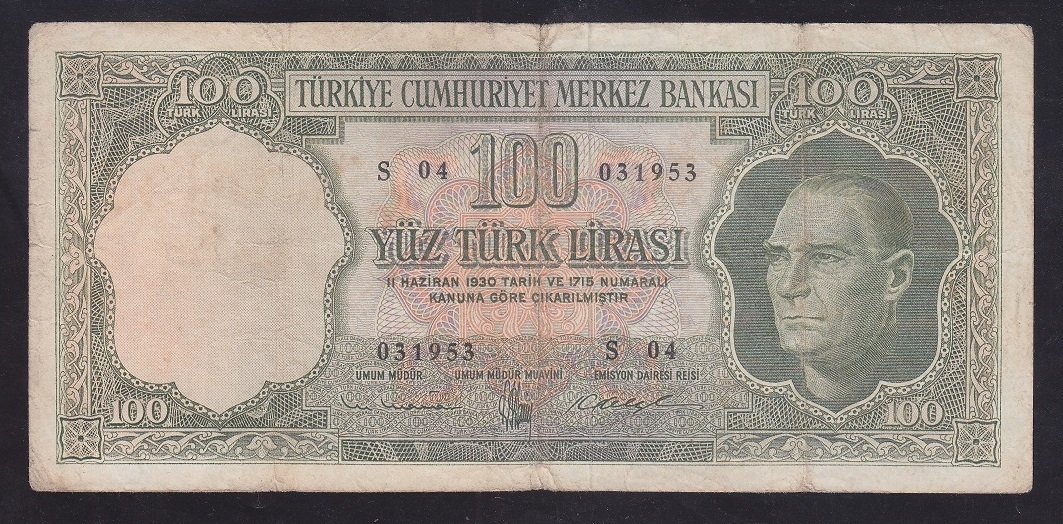 100 TÜRKİYE CUMHURİYET MERKEZ BANKASI 100
TÜRK LİRASI TÜRK LİRASI
S 04 100 031953
YÜZ TÜRK LİRASI
11 HAZİRAN 1930 TARİH VE 1715 NUMARALI
KANUNA GÖRE ÇIKARILMIŞTIR
031953 S 04
UMUM MÜDÜR UMUM MÜDÜR MUAVİNİ EMİSYON DAİRESİ REİSİ
100 100